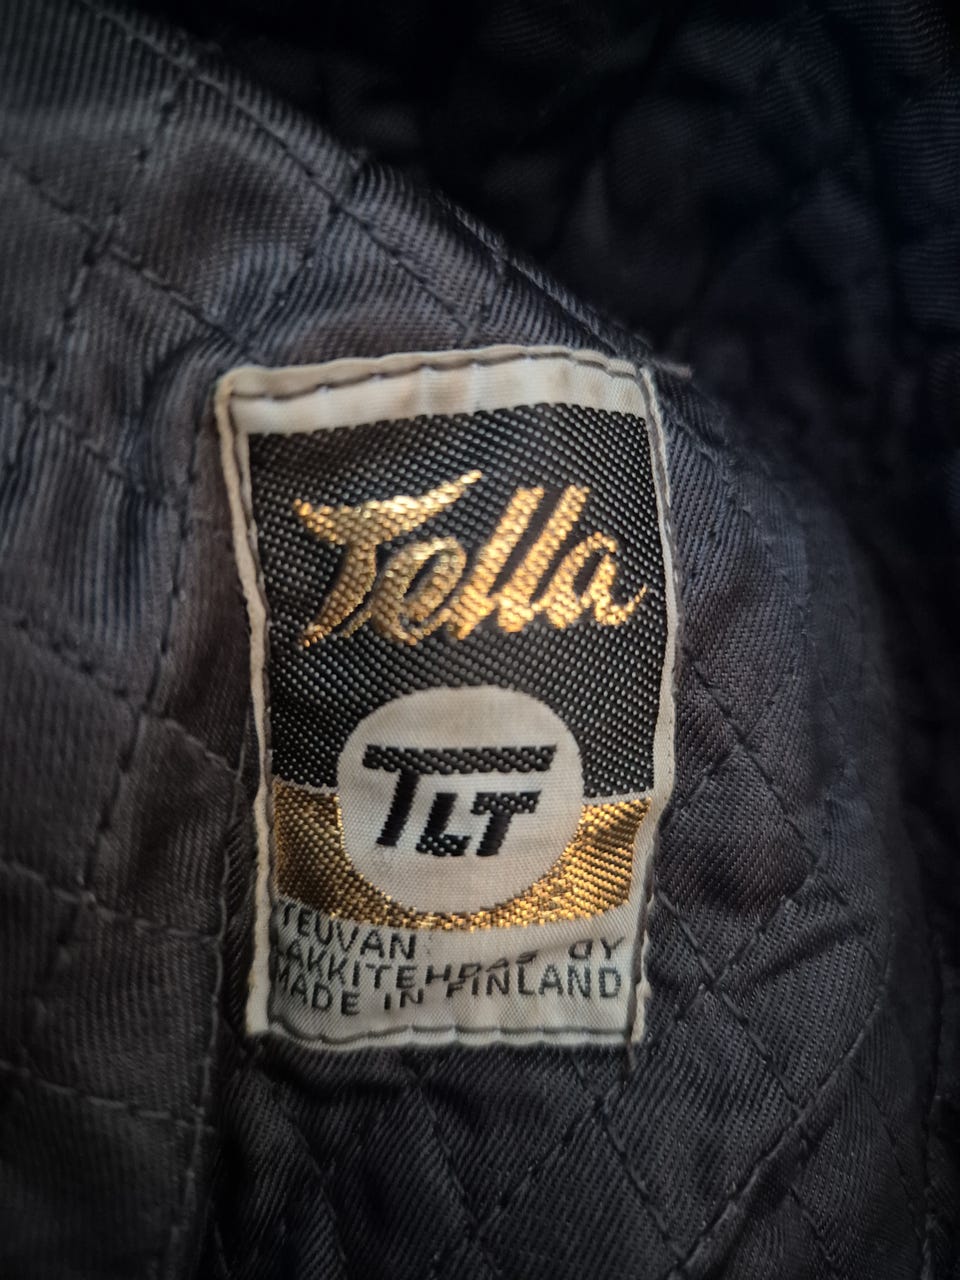 Tella
TLT
TEUVAN OY
LAKKITEHDAS
MADE IN FINLAND